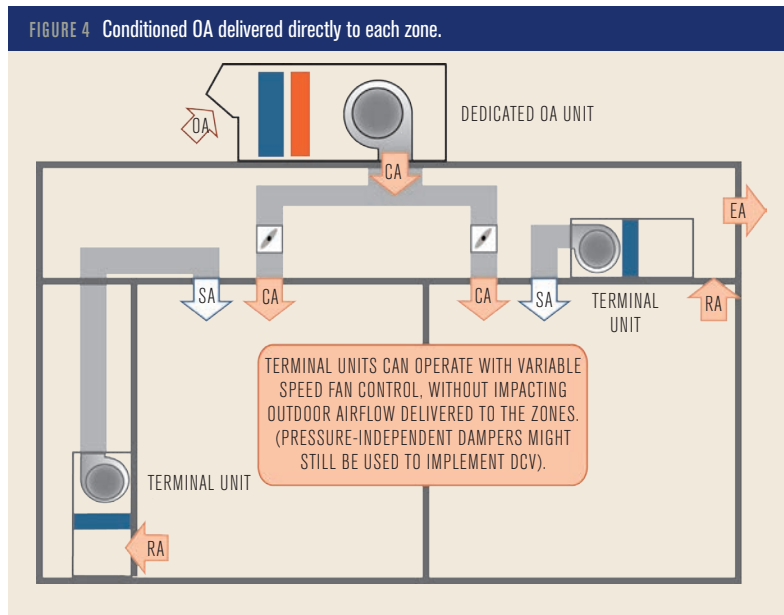 FIGURE 4 Conditioned OA delivered directly to each zone.
OA
DEDICATED OA UNIT
CA
EA
SA
CA
CA
SA
TERMINAL
UNIT
RA
TERMINAL UNITS CAN OPERATE WITH VARIABLE
SPEED FAN CONTROL, WITHOUT IMPACTING
OUTDOOR AIRFLOW DELIVERED TO THE ZONES.
(PRESSURE-INDEPENDENT DAMPERS MIGHT
STILL BE USED TO IMPLEMENT DCV).
TERMINAL UNIT
RA